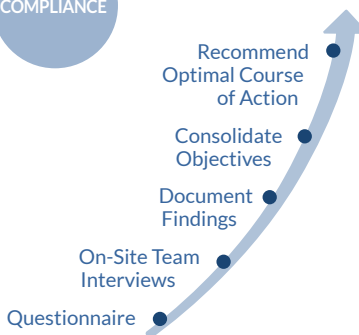 COMPLIANCE
Recommend
Optimal Course
of Action
Consolidate
Objectives
Document
Findings
On-Site Team
Interviews
Questionnaire